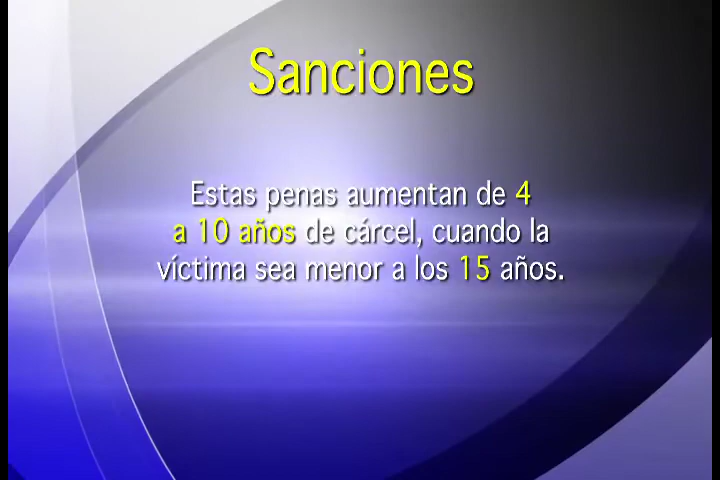 Sanciones
Estas penas aumentan de 4
a 10 años de cárcel, cuando la
víctima sea menor a los 15 años.